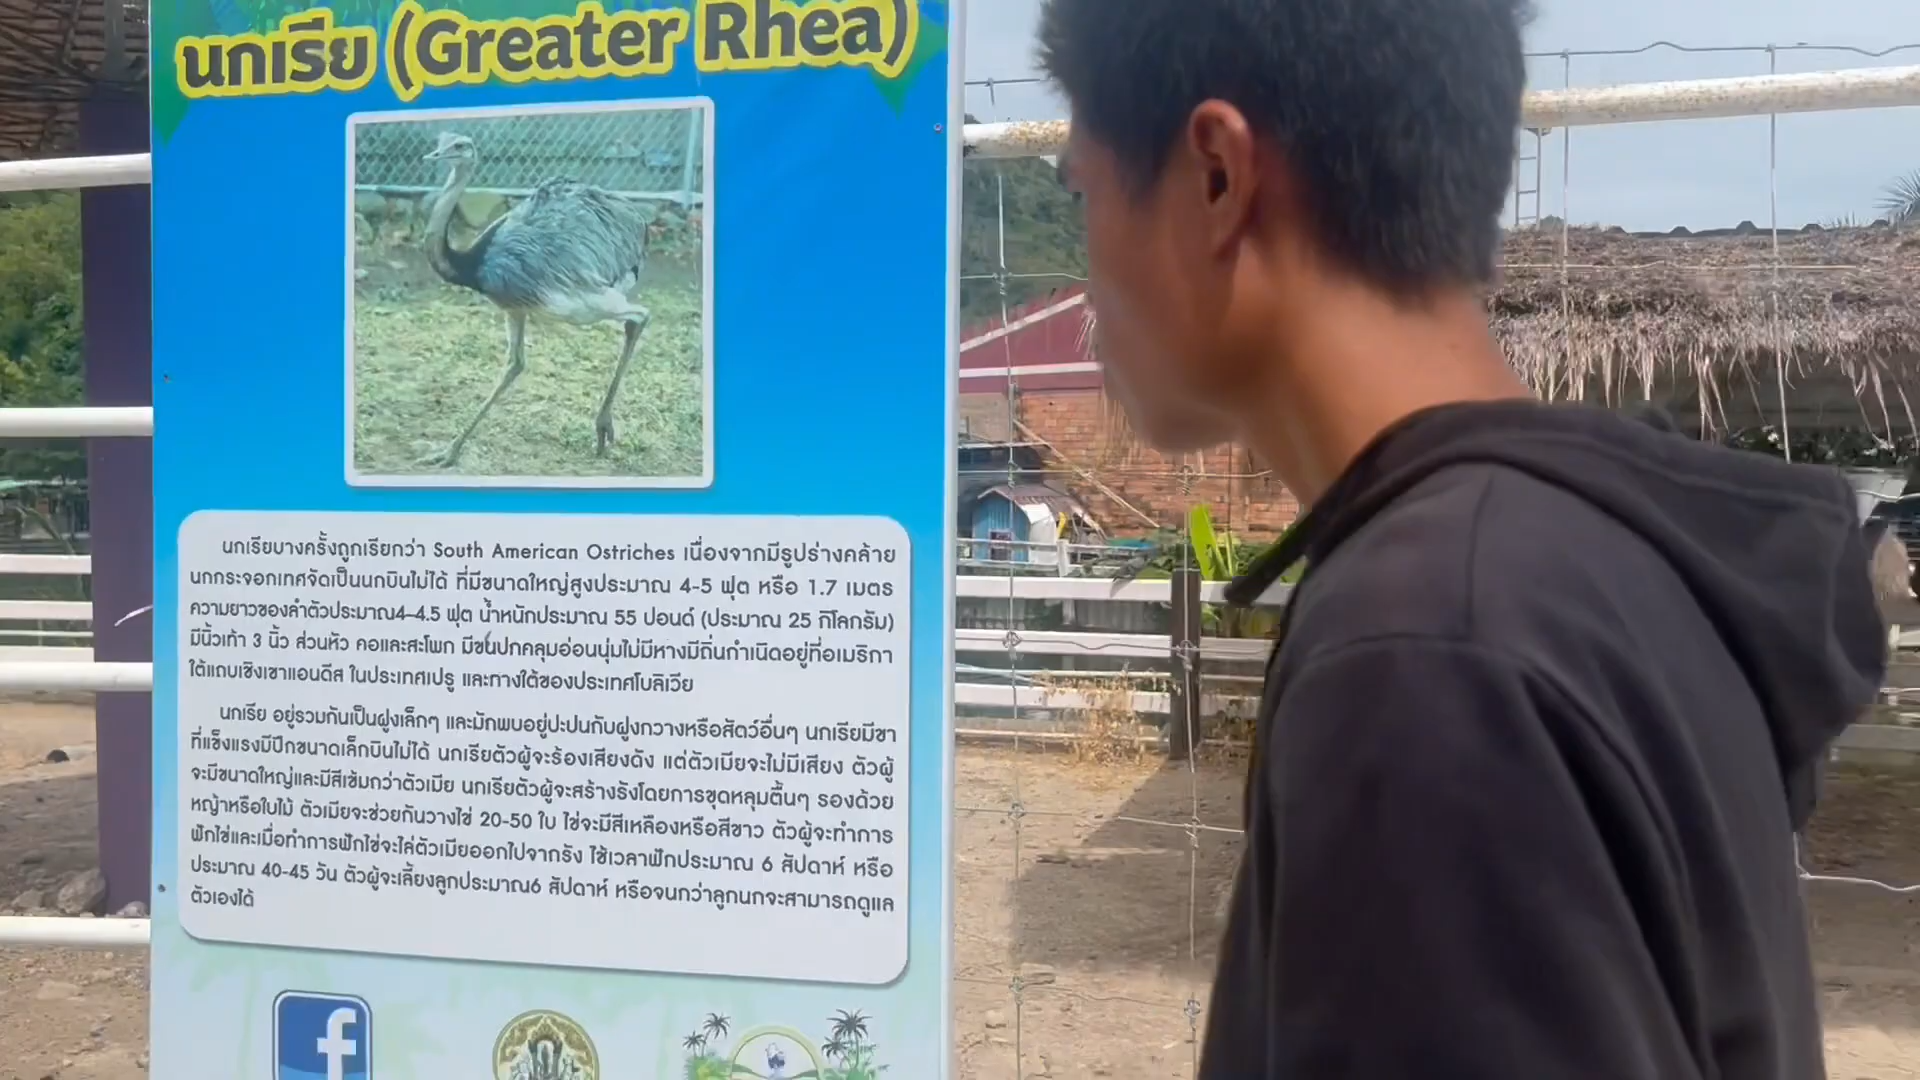 นกเรีย (Greater Rhea)
นกเรียบางครั้งถูกเรียกว่า South American Ostriches เนื่องจากมีรูปร่างคล้าย
นกกระจอกเทศจัดเป็นนกบินไม่ได้ ที่มีขนาดใหญ่สูงประมาณ 4-5 ฟุต หรือ 1.7 เมตร
ความยาวของลำตัวประมาณ4-4.5 ฟุต น้ำหนักประมาณ 55 ปอนด์ (ประมาณ 25 กิโลกรัม)
มีนิ้วเท้า 3 นิ้ว ส่วนหัว คอและสะโพก มีขนปกคลุมอ่อนนุ่มไม่มีหางมีถิ่นกำเนิดอยู่ที่อเมริกา
ใต้แถบเชิงเขาแอนดีส ในประเทศเปรู และทางใต้ของประเทศโบลิเวีย
นกเรีย อยู่รวมกันเป็นฝูงเล็กๆ และมักพบอยู่ปะปนกับฝูงกวางหรือสัตว์อื่นๆ นกเรียมีขา
ที่แข็งแรงมีปีกขนาดเล็กบินไม่ได้ นกเรียตัวผู้จะร้องเสียงดัง แต่ตัวเมียจะไม่มีเสียง ตัวผู้
จะมีขนาดใหญ่และมีสีเข้มกว่าตัวเมีย นกเรียตัวผู้จะสร้างรังโดยการขุดหลุมตื้นๆ รองด้วย
หญ้าหรือใบไม้ ตัวเมียจะช่วยกันวางไข่ 20-50 ใบ ไข่จะมีสีเหลืองหรือสีขาว ตัวผู้จะทำการ
ฟักไข่และเมื่อทำการฟักไข่จะไล่ตัวเมียออกไปจากรัง ใช้เวลาฟักประมาณ 6 สัปดาห์ หรือ
ประมาณ 40-45 วัน ตัวผู้จะเลี้ยงลูกประมาณ6 สัปดาห์ หรือจนกว่าลูกนกจะสามารถดูแล
ตัวเองได้
f